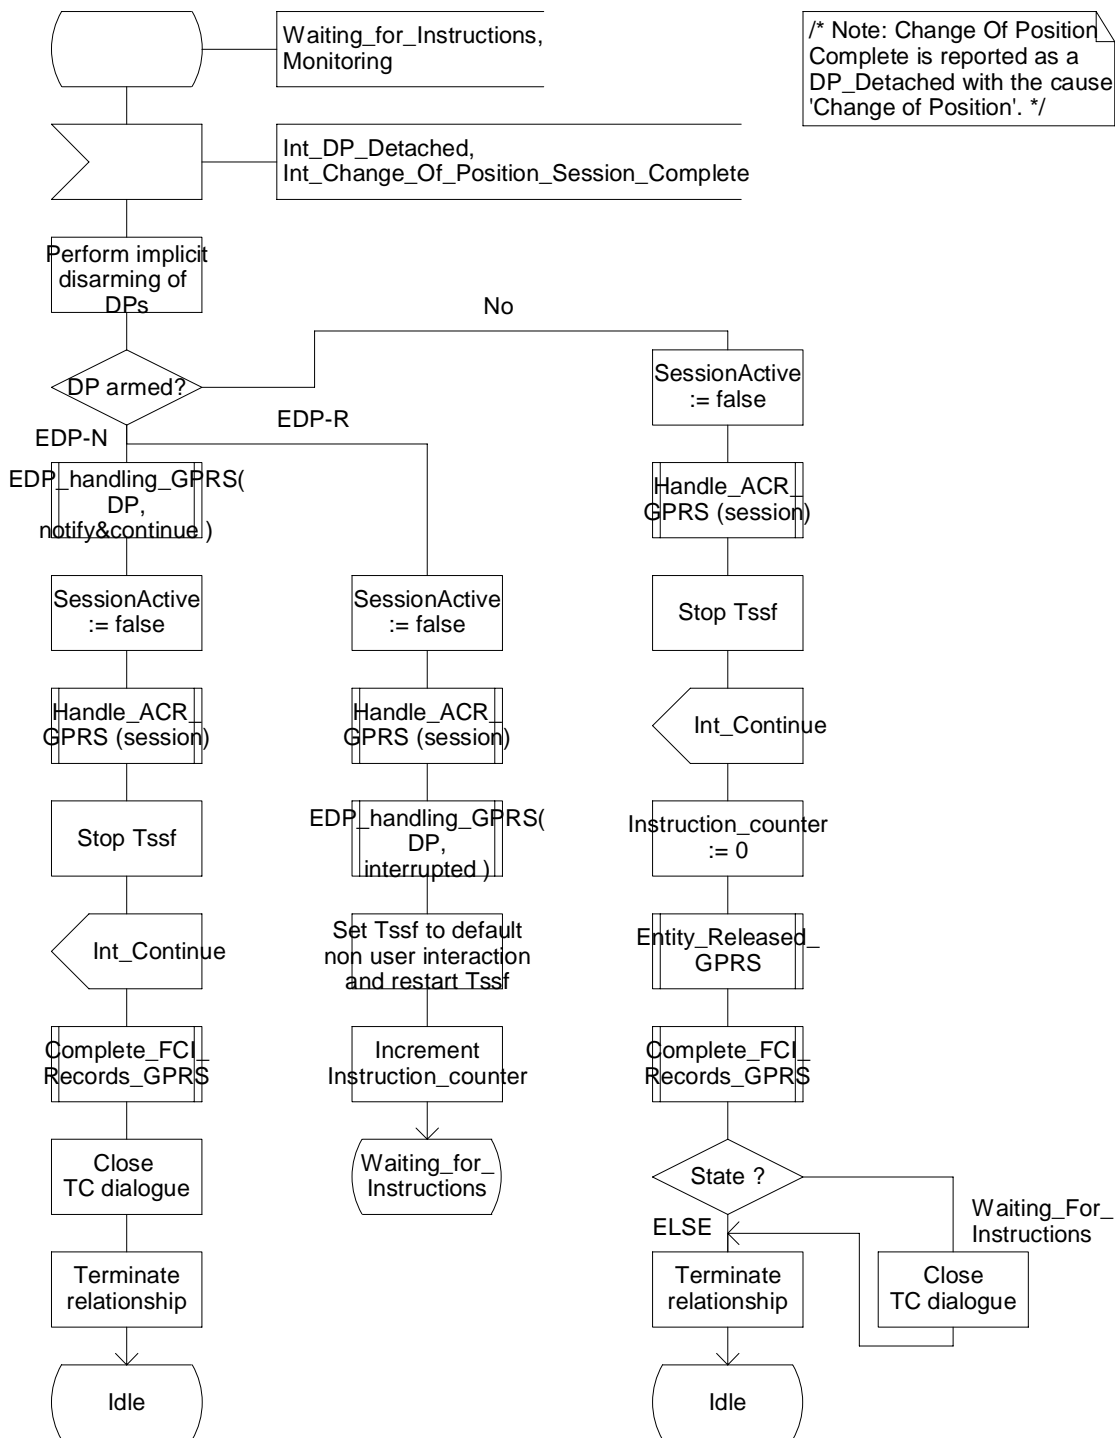 Waiting_for_Instructions,
Monitoring
/* Note: Change Of Position
Complete is reported as a
DP_Detached with the cause
'Change of Position'. */
Int_DP_Detached,
Int_Change_Of_Position_Session_Complete
Perform implicit
disarming of
DPs
No
DP armed?
EDP-N
EDP-R
EDP_handling_GPRS(
DP,
notify&continue )
SessionActive
:= false
Handle_ACR_
GPRS (session)
Stop Tssf
Int_Continue
Complete_FCI_
Records_GPRS
Close
TC dialogue
Terminate
relationship
Idle
SessionActive
:= false
Handle_ACR_
GPRS (session)
EDP_handling_GPRS(
DP,
interrupted )
Set Tssf to default
non user interaction
and restart Tssf
Increment
Instruction_counter
Waiting_for_
Instructions
SessionActive
:= false
Handle_ACR_
GPRS (session)
Stop Tssf
Int_Continue
Instruction_counter
:= 0
Entity_Released_
GPRS
Complete_FCI_
Records_GPRS
State ?
ELSE
Waiting_For_
Instructions
Terminate
relationship
Close
TC dialogue
Idle